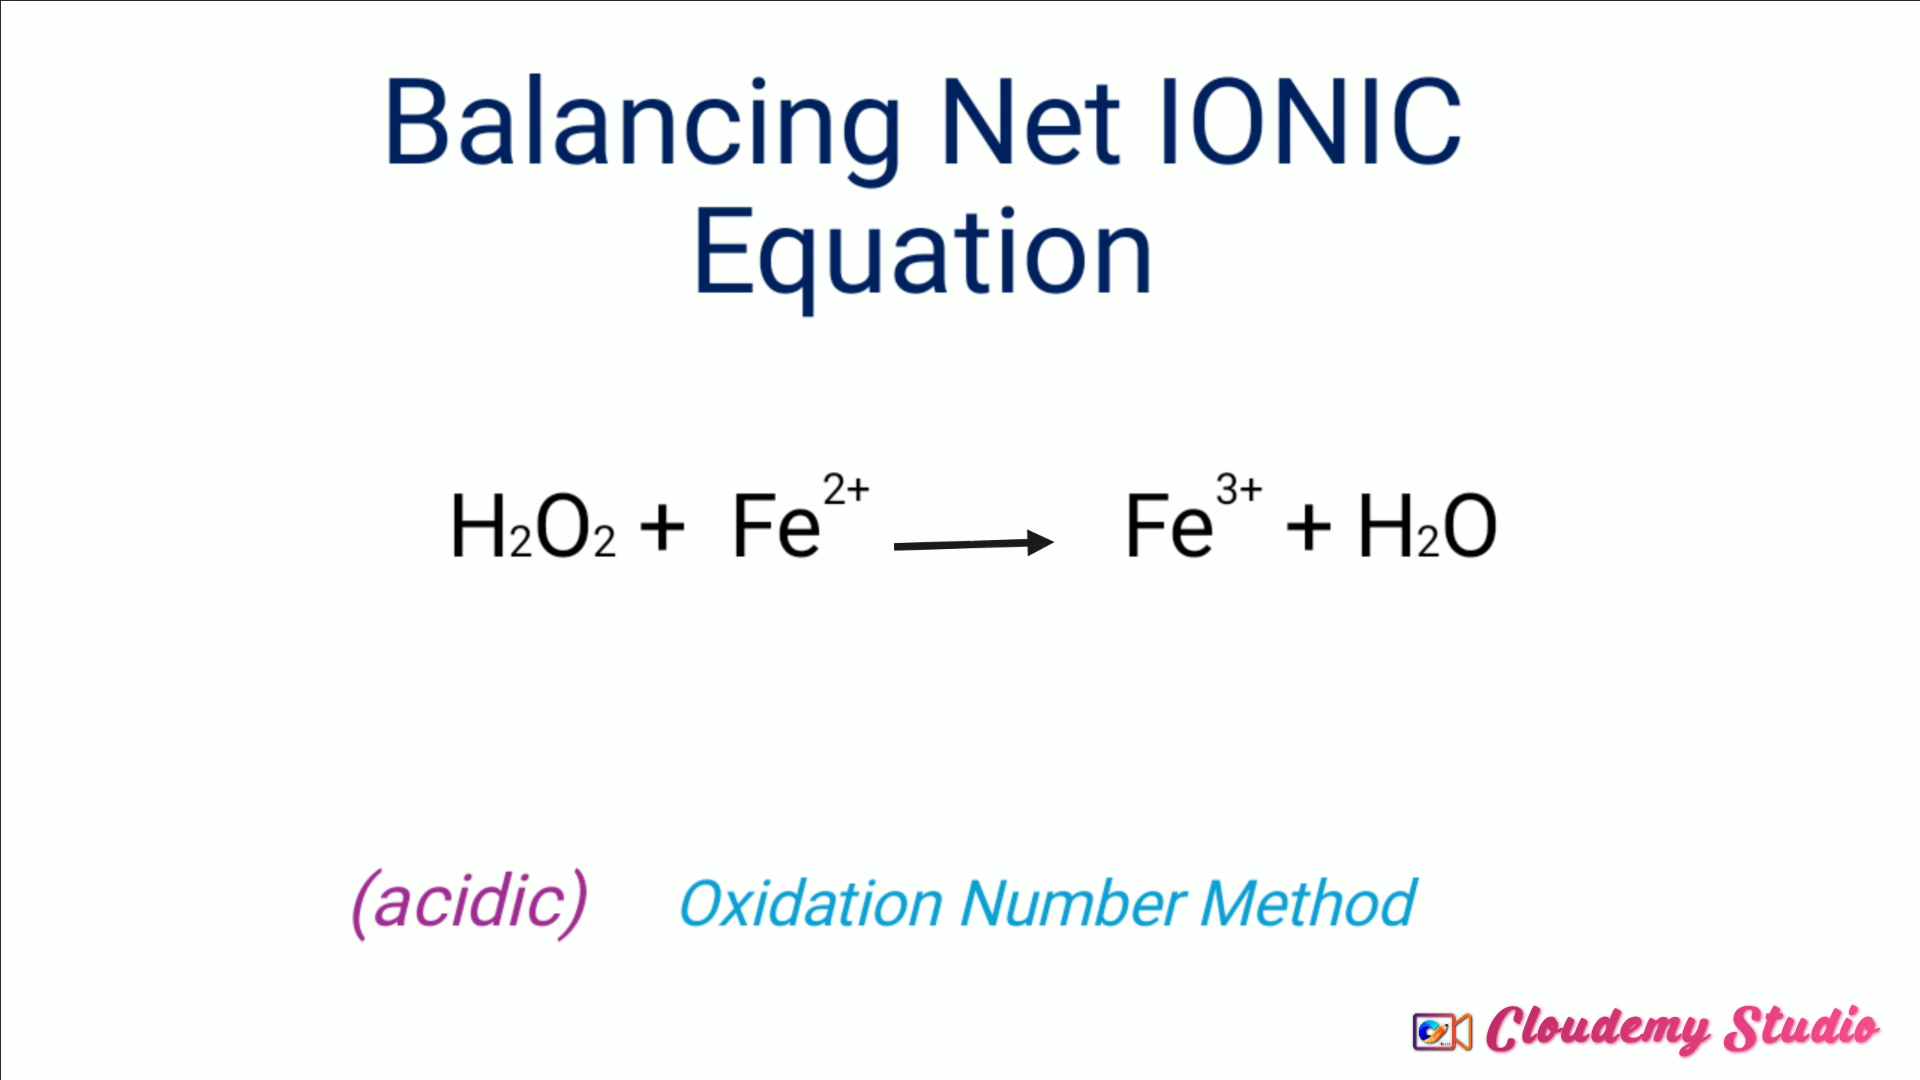 Balancing Net IONIC
Equation
H₂O₂ + Fe²⁺ → Fe³⁺ + H₂O
(acidic) Oxidation Number Method
Cloudemy Studio